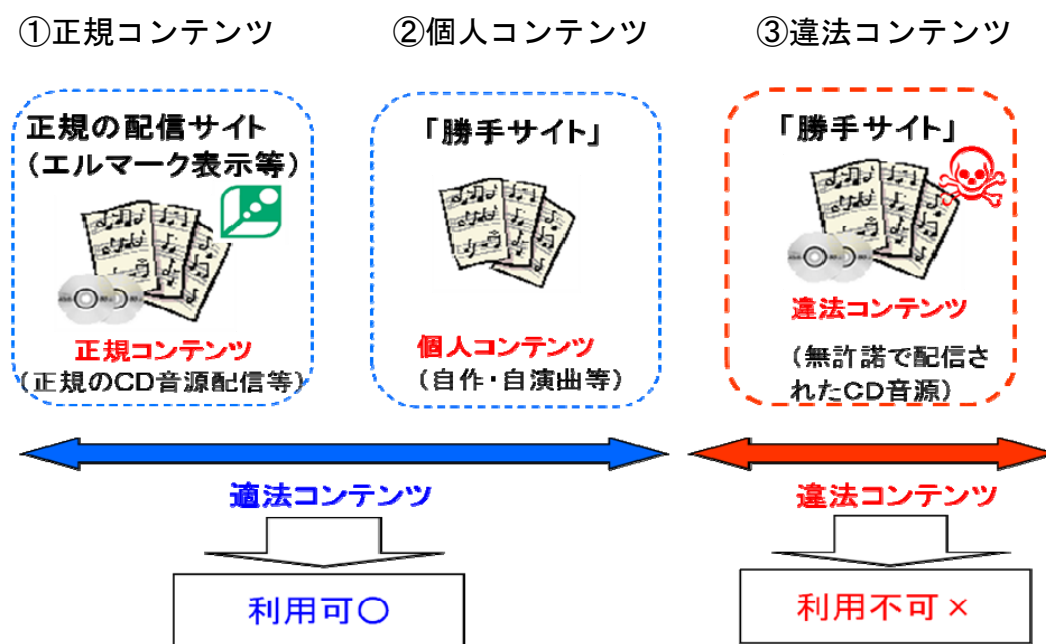 ①正規コンテンツ
②個人コンテンツ
③違法コンテンツ
正規の配信サイト
(エルマーク表示等)
正規コンテンツ
(正規のCD音源配信等)
「勝手サイト」
個人コンテンツ
(自作・自演曲等)
「勝手サイト」
違法コンテンツ
(無許諾で配信さ
れたCD音源)
適法コンテンツ
違法コンテンツ
利用可○
利用不可×